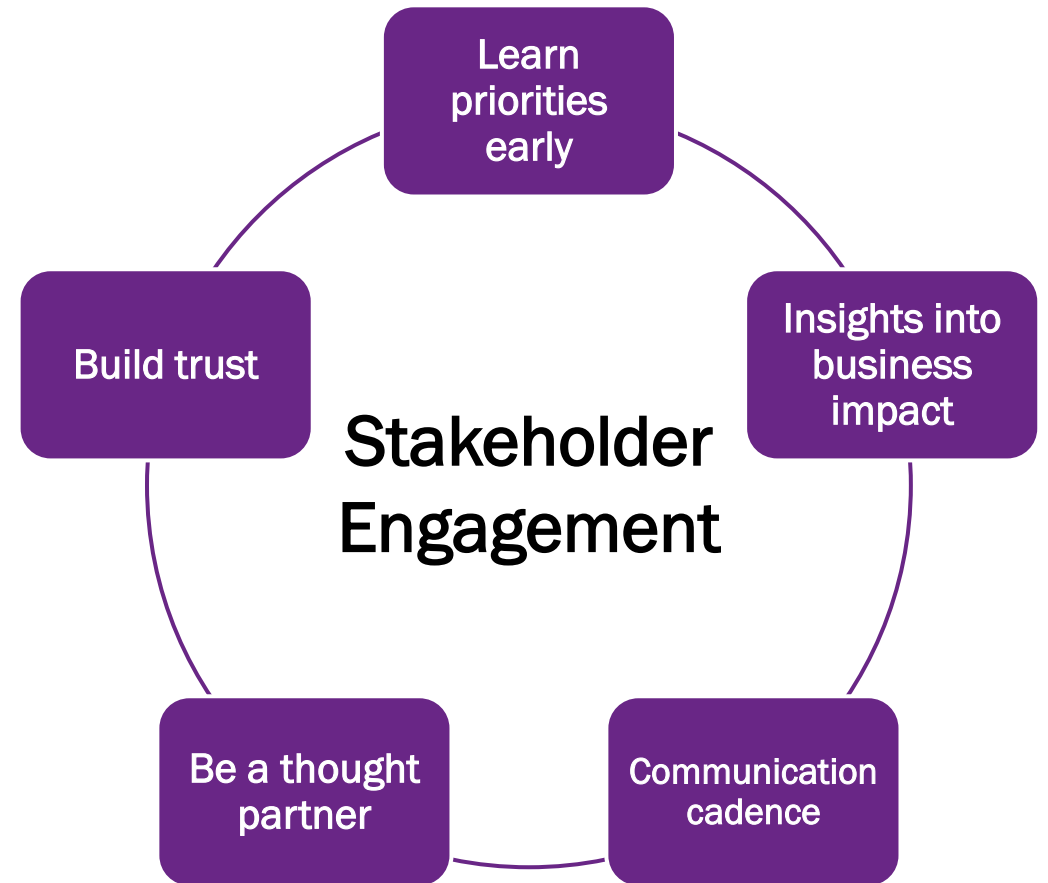 Learn
priorities
early
Insights into
business
impact
Build trust
Stakeholder
Engagement
Be a thought
partner
Communication
cadence